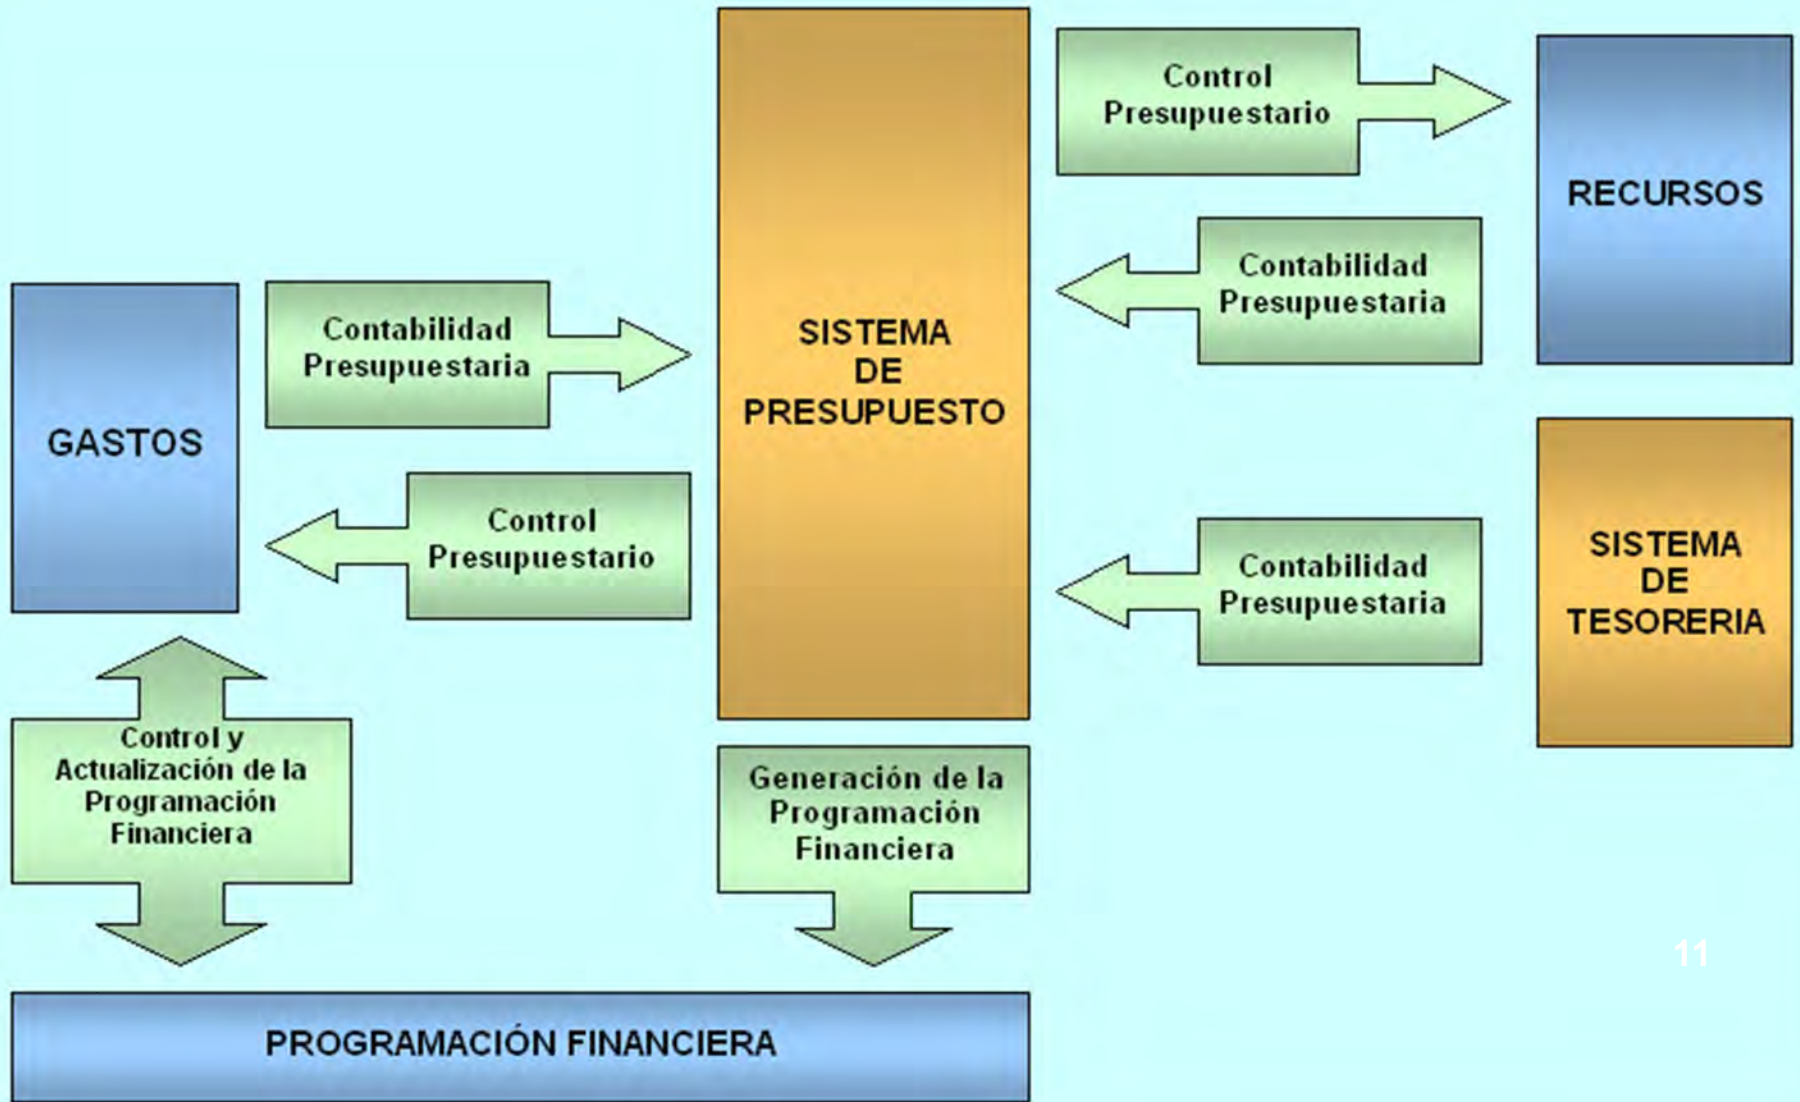 Control
Presupuestario
RECURSOS
Contabilidad
Presupuestaria
Contabilidad
Presupuestaria
SISTEMA
DE
PRESUPUESTO
GASTOS
Control
Presupuestario
Contabilidad
Presupuestaria
SISTEMA
DE
TESORERIA
Control y
Actualización de la
Programación
Financiera
Generación de la
Programación
Financiera
11
PROGRAMACIÓN FINANCIERA